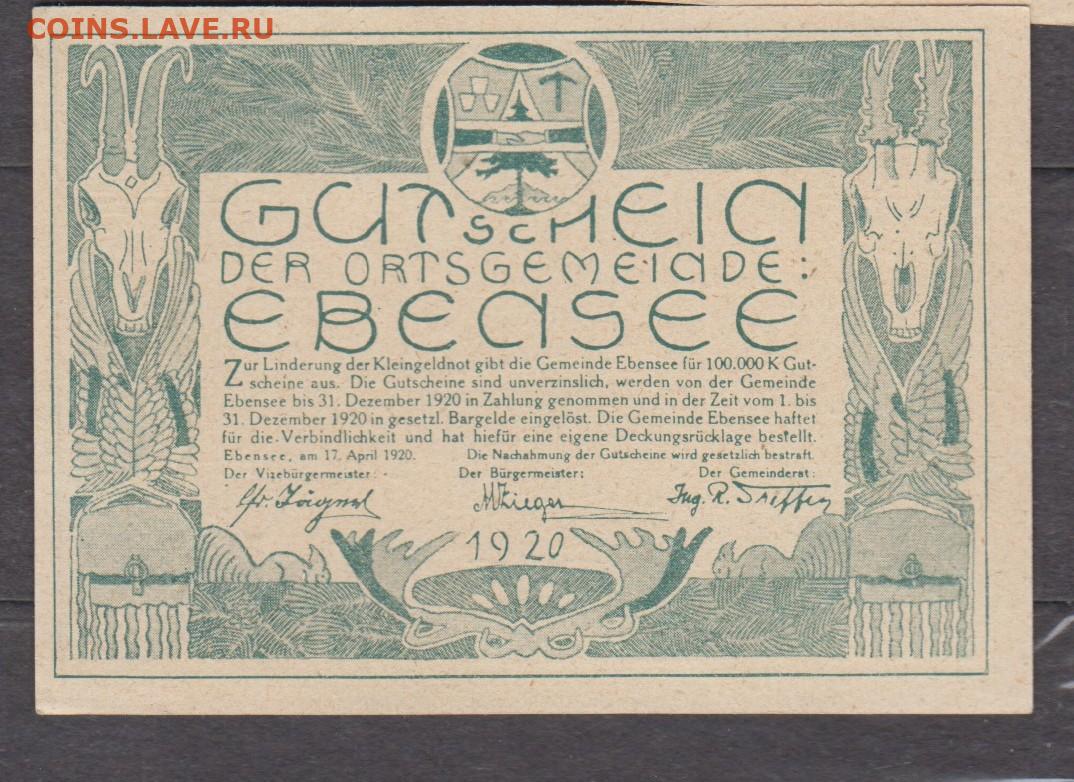 COINS.LAVE.RU
GUTSCHEIN
DER ORTSGEMEINDE:
EBENSEE
Zur Linderung der Kleingeldnot gibt die Gemeinde Ebensee für 100.000 K Gut-
scheine aus. Die Gutscheine sind unverzinslich, werden von der Gemeinde
Ebensee bis 31. Dezember 1920 in Zahlung genommen und in der Zeit vom 1. bis
31. Dezember 1920 in gesetzl. Bargelde eingelöst. Die Gemeinde Ebensee haftet
für die Verbindlichkeit und hat hiefür eine eigene Deckungsrücklage bestellt.
Ebensee, am 17. April 1920. Die Nachahmung der Gutscheine wird gesetzlich bestraft.
Der Vizebürgermeister: Der Bürgermeister: Der Gemeinderat:
Ing. R.
1920